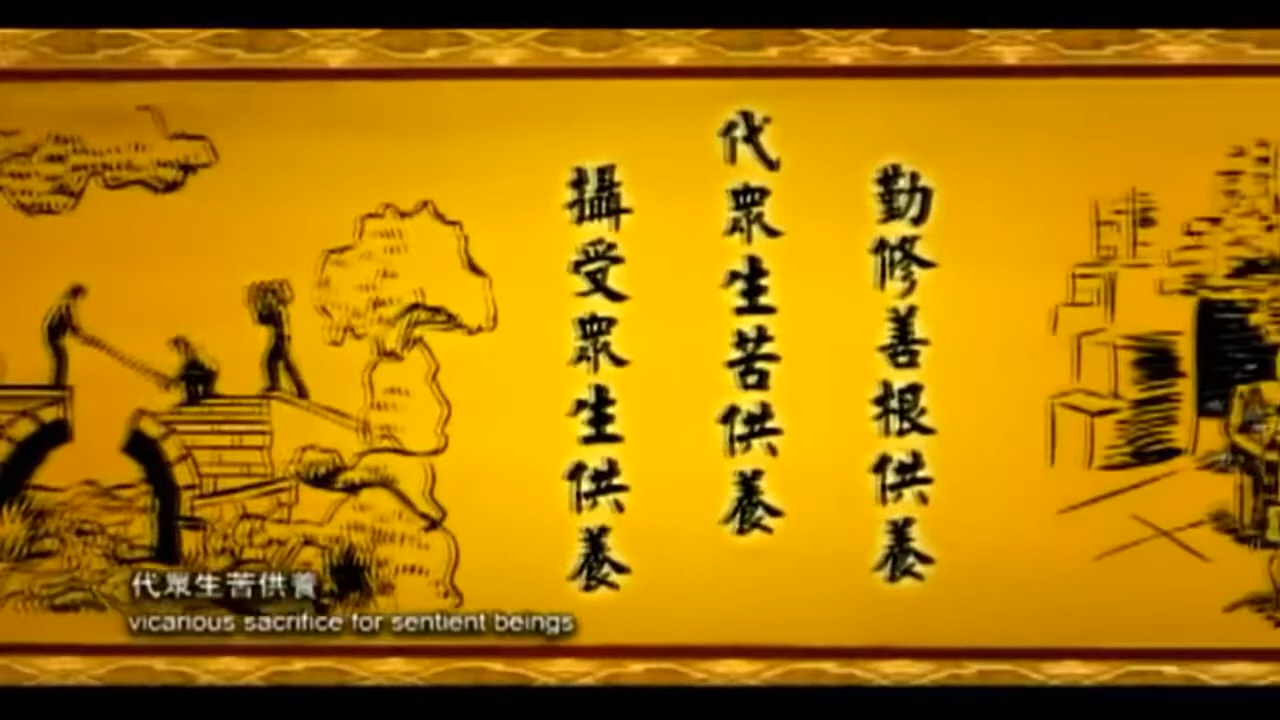 攝受眾生供養
代眾生苦供養
勤修善根供養
代眾生苦供養
vicarious sacrifice for sentient beings